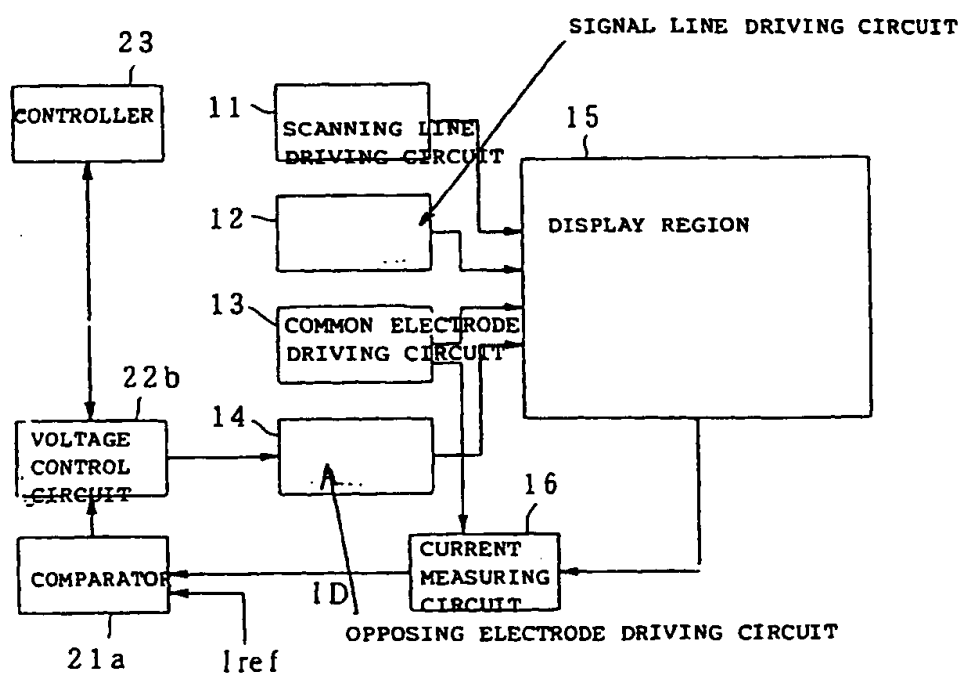 SIGNAL LINE DRIVING CIRCUIT
23
CONTROLLER
11
SCANNING LINE
DRIVING CIRCUIT
15
12
DISPLAY REGION
13
COMMON ELECTRODE
DRIVING CIRCUIT
22b
VOLTAGE
CONTROL
CIRCUIT
14
16
CURRENT
MEASURING
CIRCUIT
COMPARATOR
ID
OPPOSING ELECTRODE DRIVING CIRCUIT
21a
Iref